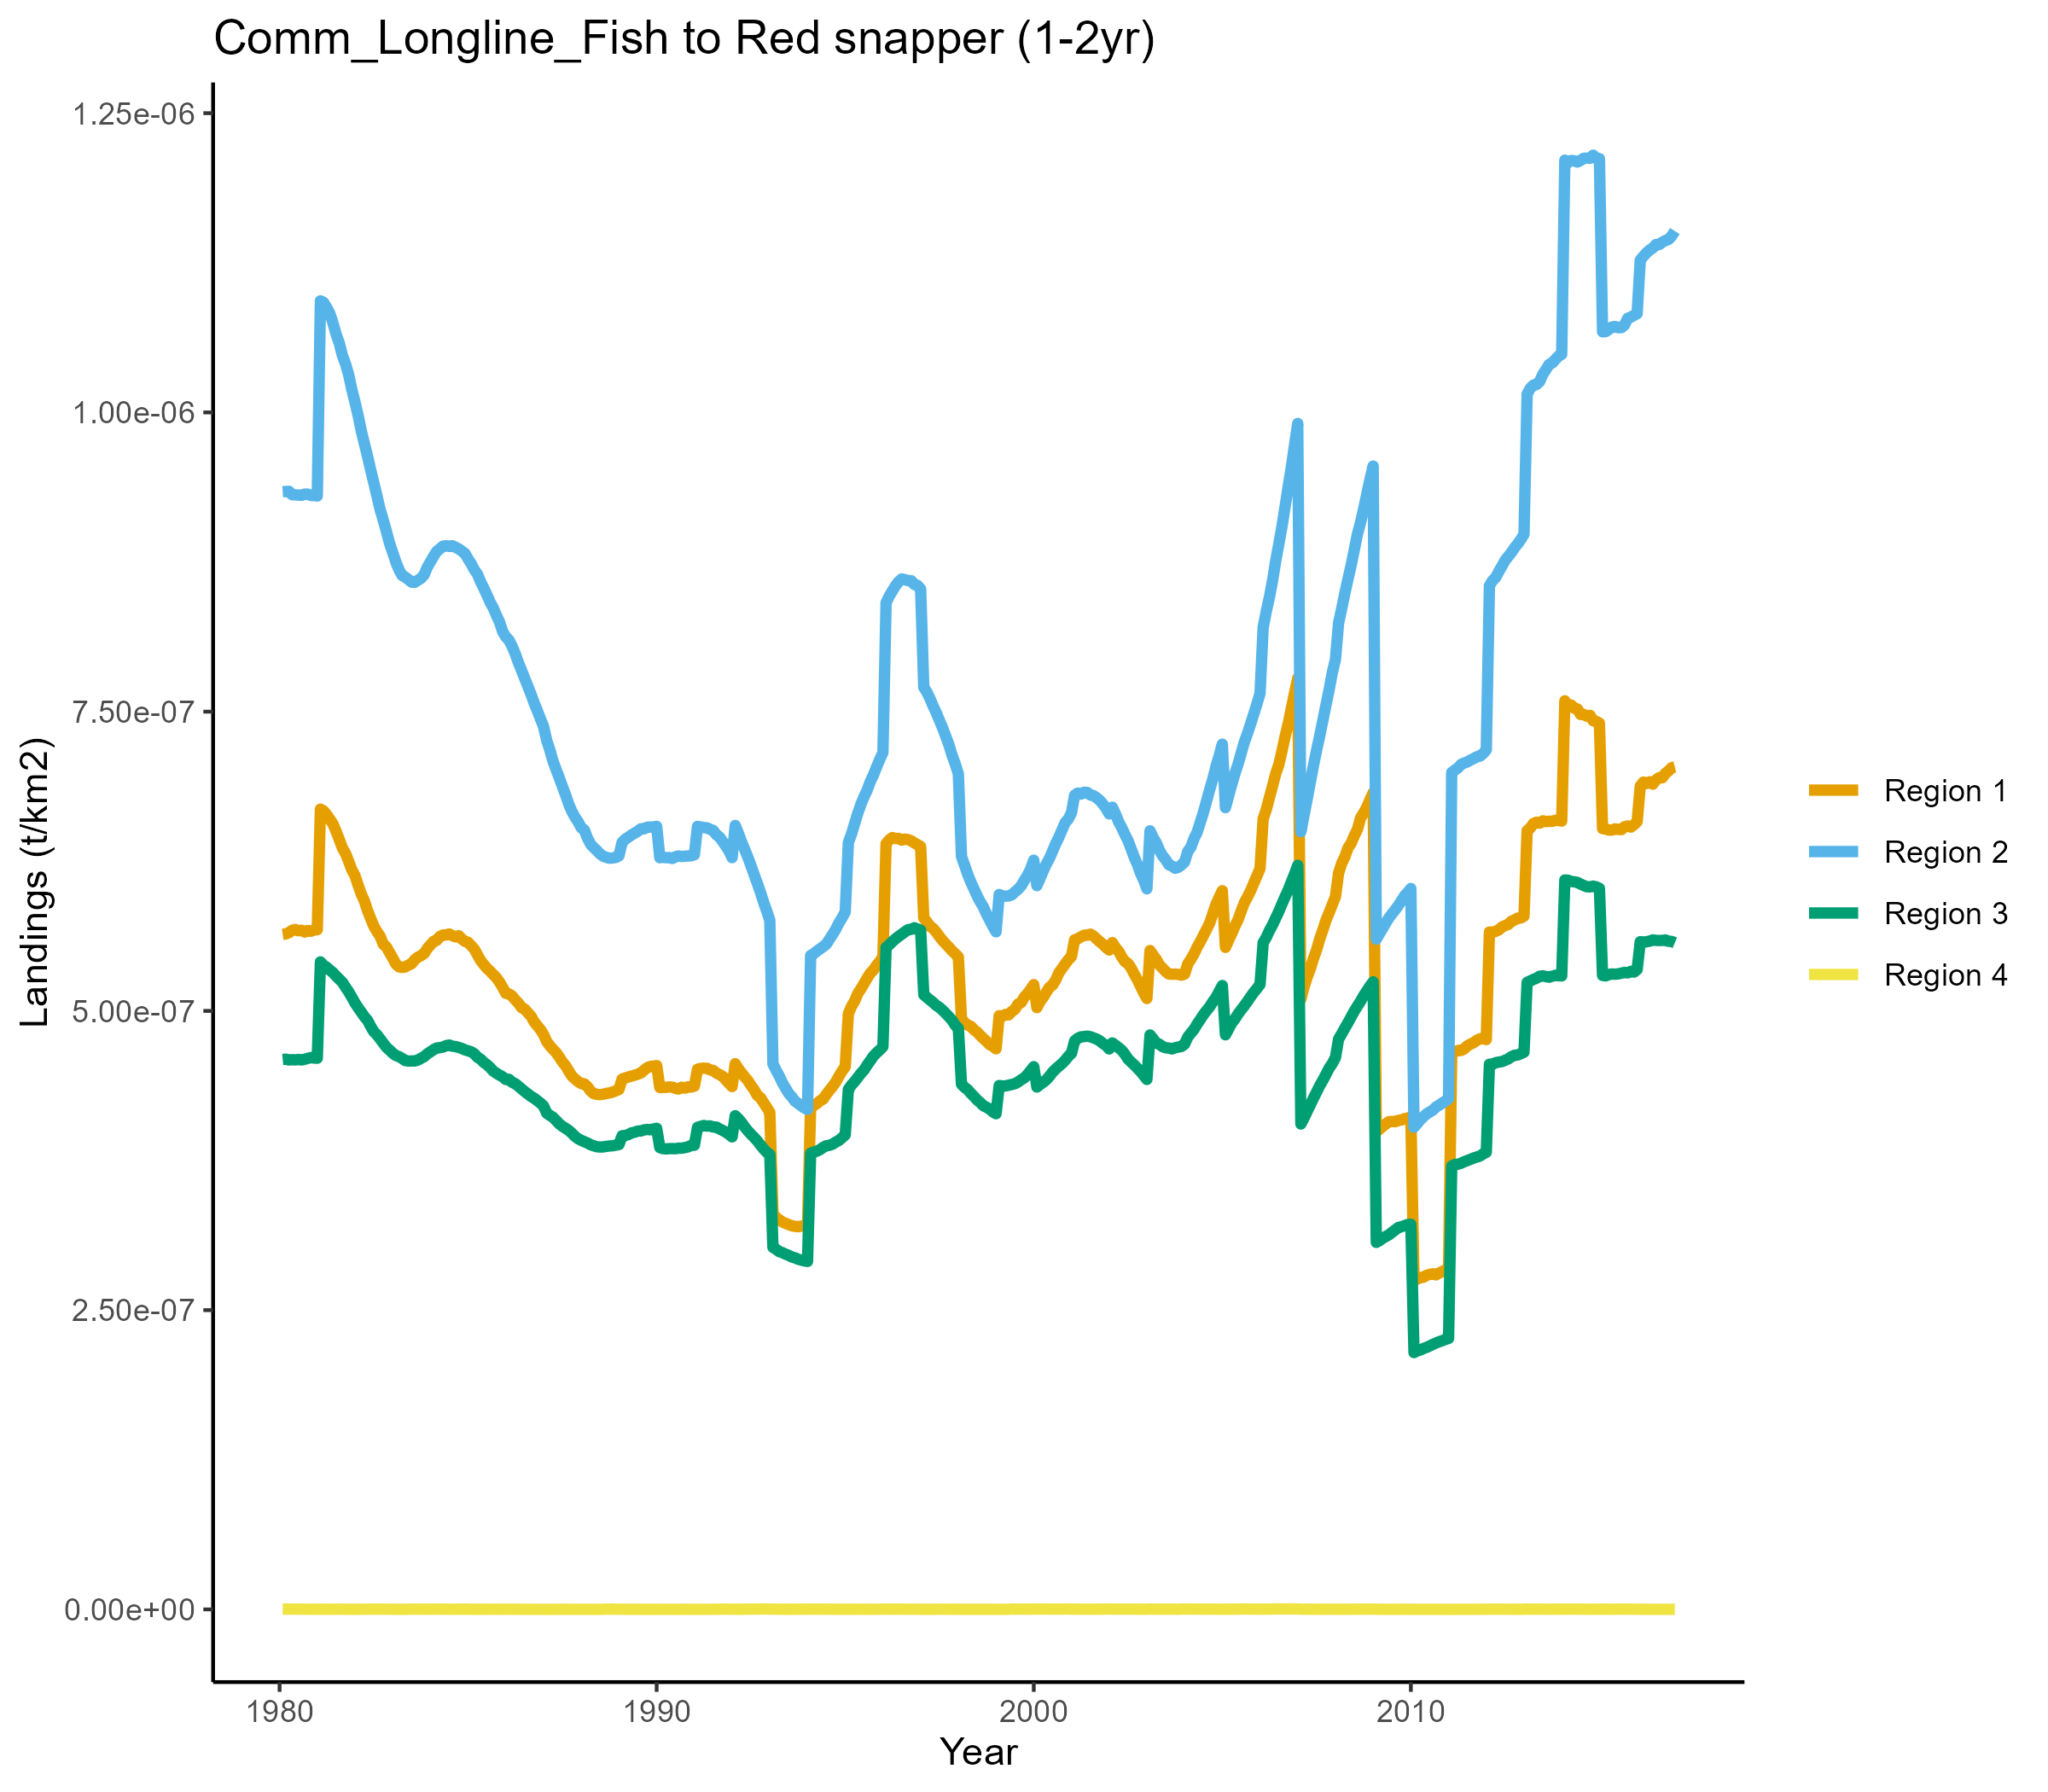 Comm_Longline_Fish to Red snapper (1-2yr)
Landings (t/km2)
1.25e-06
1.00e-06
7.50e-07
5.00e-07
2.50e-07
0.00e+00
1980 1990 2000 2010
Year
Region 1
Region 2
Region 3
Region 4